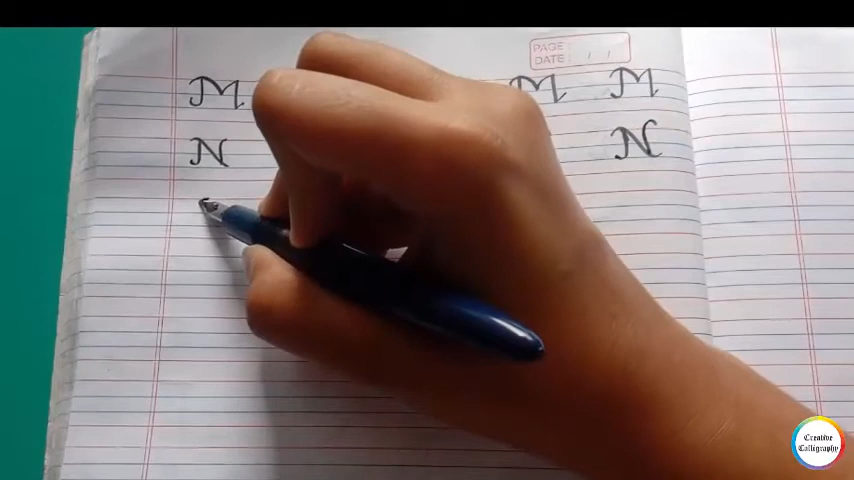 PAGE:
DATE: / /
M M M
N N
Creative
Calligraphy